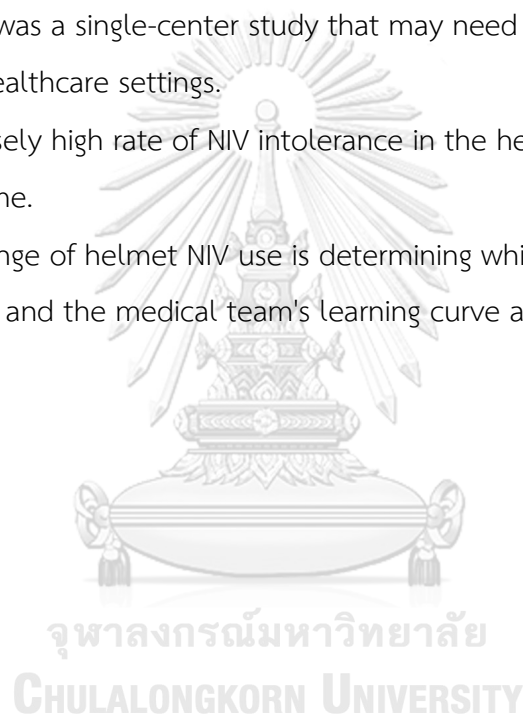 was a single-center study that may need
ealthcare settings.
sely high rate of NIV intolerance in the he
ne.
nge of helmet NIV use is determining whi
and the medical team's learning curve a
จุฬาลงกรณ์มหาวิทยาลัย
CHULALONGKORN UNIVERSITY